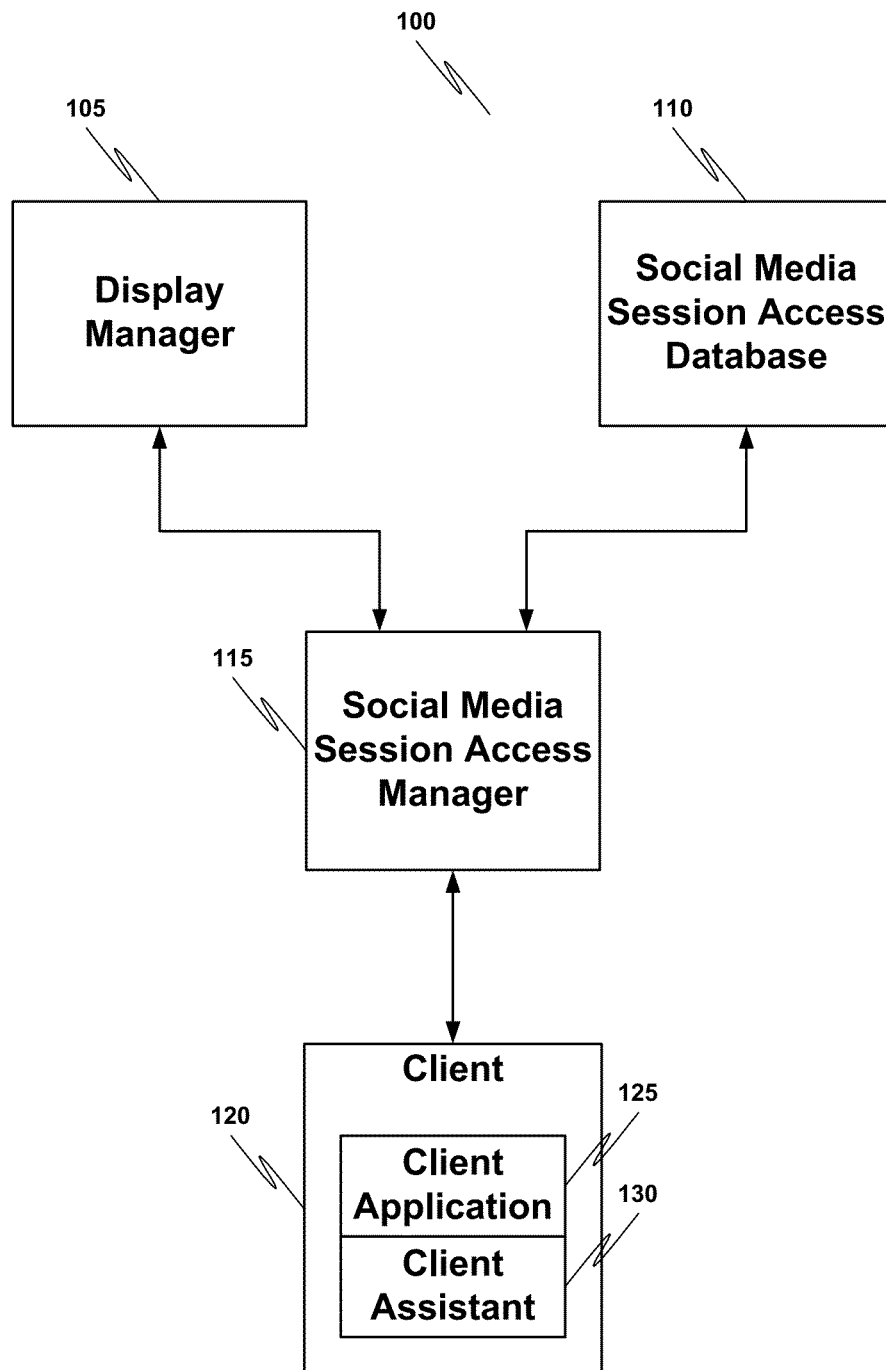 100
105
110
Display
Manager
Social Media
Session Access
Database
115
Social Media
Session Access
Manager
Client
120
125
Client
Application
130
Client
Assistant